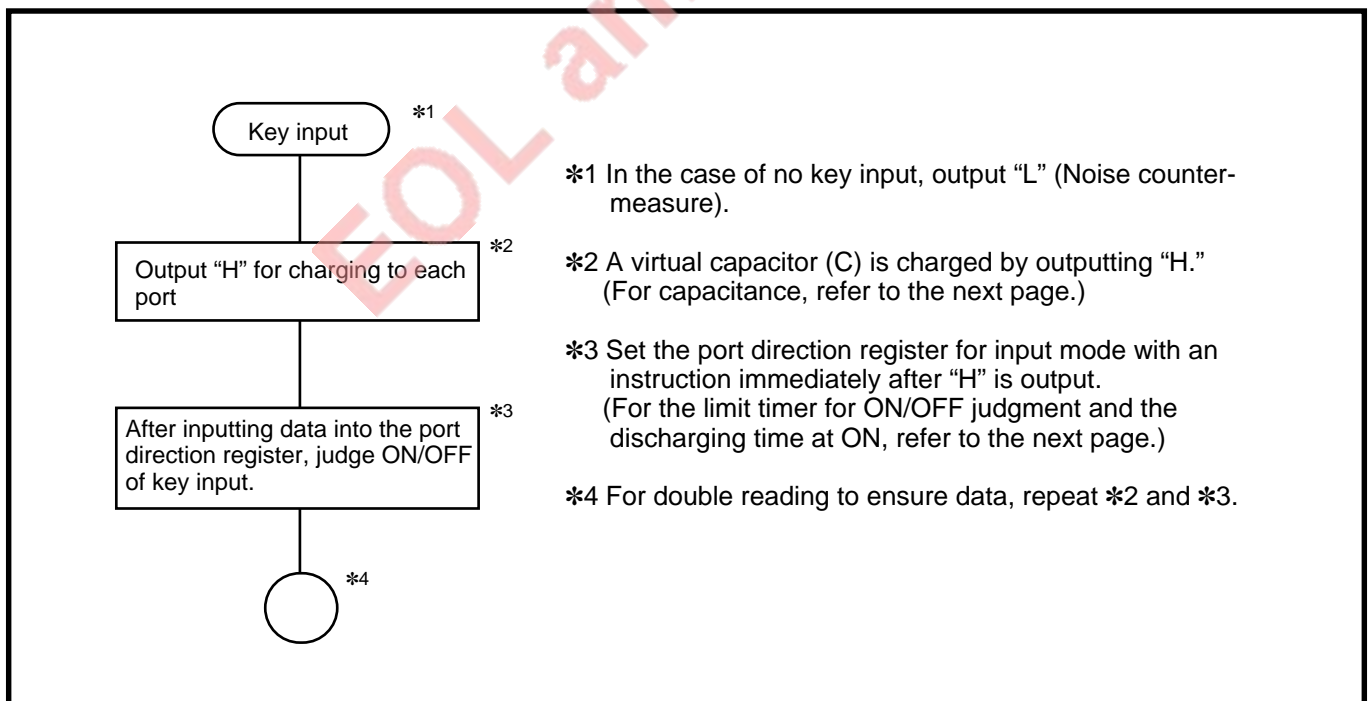 EOL an
Key input
✽1
Output “H” for charging to each
port
✽2
After inputting data into the port
direction register, judge ON/OFF
of key input.
✽3
✽4
✽1 In the case of no key input, output “L” (Noise counter-
measure).
✽2 A virtual capacitor (C) is charged by outputting “H.”
(For capacitance, refer to the next page.)
✽3 Set the port direction register for input mode with an
instruction immediately after “H” is output.
(For the limit timer for ON/OFF judgment and the
discharging time at ON, refer to the next page.)
✽4 For double reading to ensure data, repeat ✽2 and ✽3.